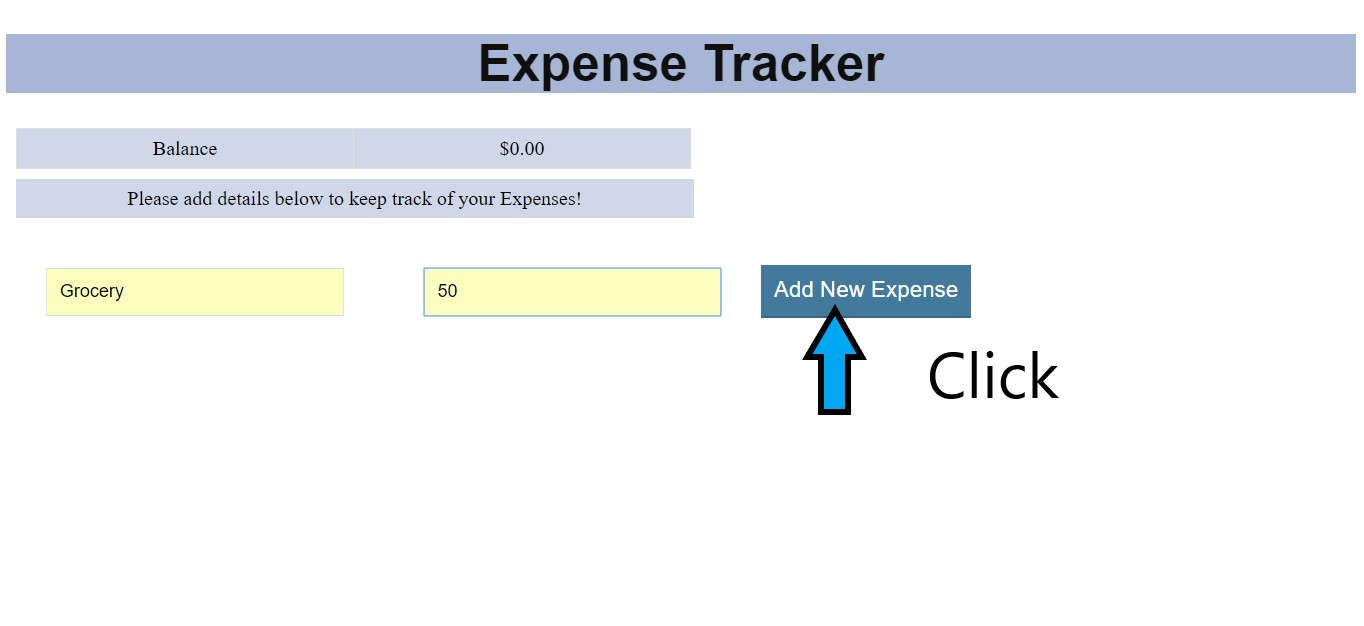 Expense Tracker
Balance $0.00
Please add details below to keep track of your Expenses!
Grocery 50 Add New Expense
Click